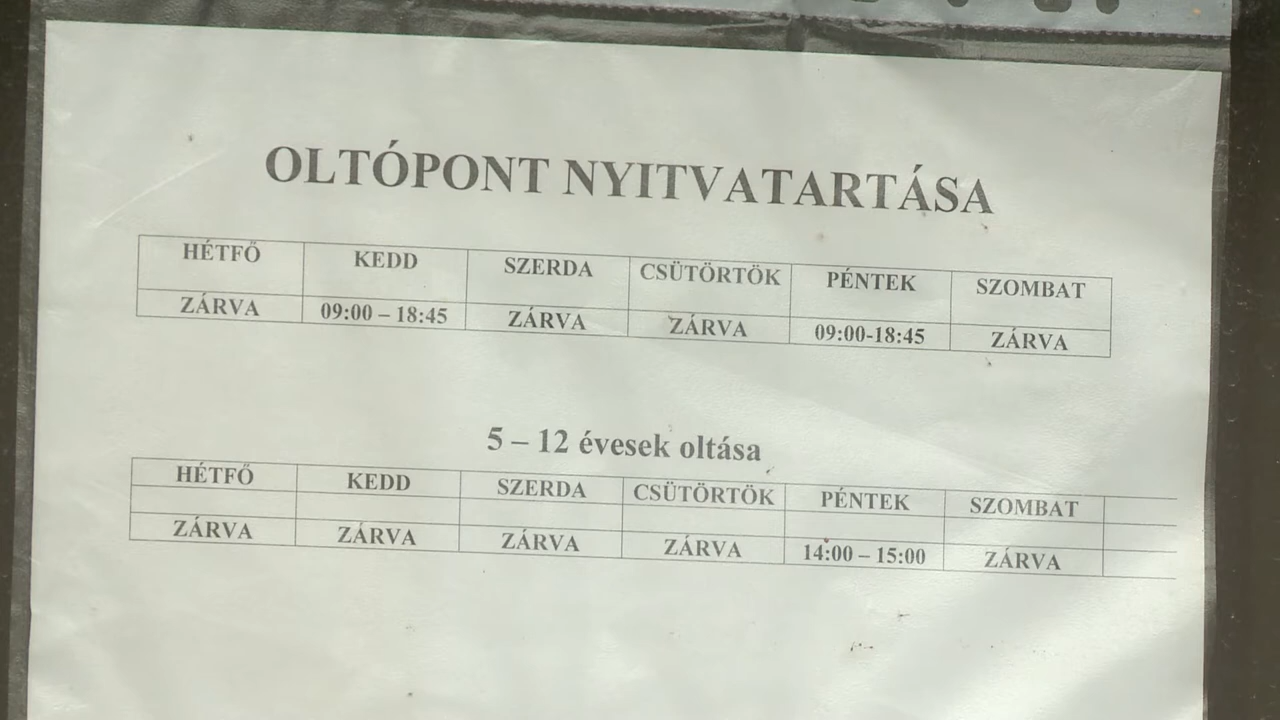 OLTÓPONT NYITVATARTÁSA
HÉTFŐ KEDD SZERDA CSÜTÖRTÖK PÉNTEK SZOMBAT
ZÁRVA 09:00 – 18:45 ZÁRVA ZÁRVA 09:00-18:45 ZÁRVA
5 – 12 évesek oltása
HÉTFŐ KEDD SZERDA CSÜTÖRTÖK PÉNTEK SZOMBAT
ZÁRVA ZÁRVA ZÁRVA ZÁRVA 14:00 – 15:00 ZÁRVA